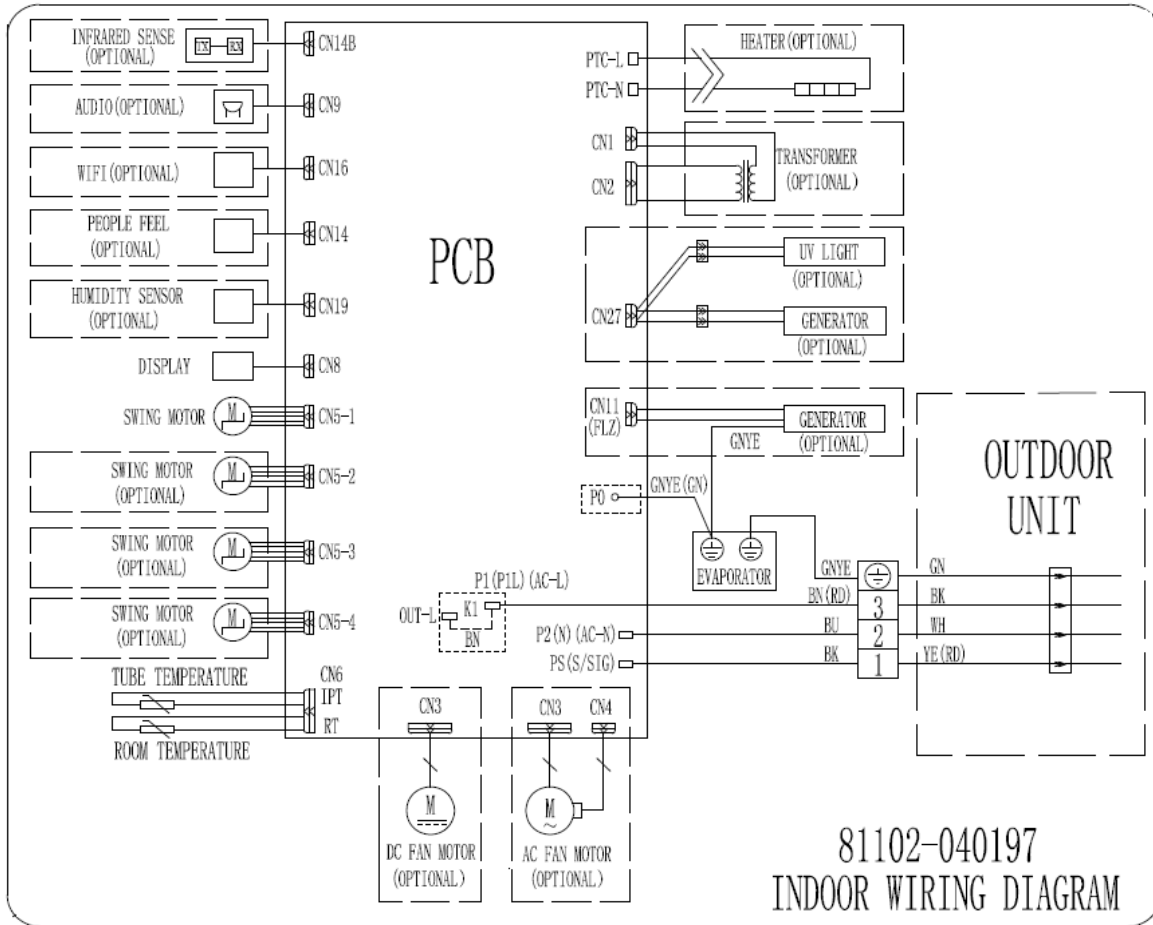 INFRARED SENSE
(OPTIONAL)
TX
RX
CN14B
AUDIO(OPTIONAL)
CN9
WIFI(OPTIONAL)
CN16
PEOPLE FEEL
(OPTIONAL)
CN14
HUMIDITY SENSOR
(OPTIONAL)
CN19
DISPLAY
CN8
SWING MOTOR
M
CN5-1
SWING MOTOR
(OPTIONAL)
M
CN5-2
SWING MOTOR
(OPTIONAL)
M
CN5-3
SWING MOTOR
(OPTIONAL)
M
CN5-4
TUBE TEMPERATURE
CN6
IPT
RT
ROOM TEMPERATURE
PCB
PTC-L
PTC-N
HEATER(OPTIONAL)
CN1
CN2
TRANSFORMER
(OPTIONAL)
CN27
UV LIGHT
(OPTIONAL)
GENERATOR
(OPTIONAL)
CN11
(FLZ)
GENERATOR
(OPTIONAL)
GNYE
P0
GNYE(GN)
EVAPORATOR
P1(P1L)(AC-L)
OUT-L
K1
BN
P2(N)(AC-N)
PS(S/SIG)
GNYE
BN(RD)
BU
BK
3
2
1
GN
BK
WH
YE(RD)
OUTDOOR
UNIT
CN3
M
DC FAN MOTOR
(OPTIONAL)
CN3
CN4
M
~
AC FAN MOTOR
(OPTIONAL)
81102-040197
INDOOR WIRING DIAGRAM